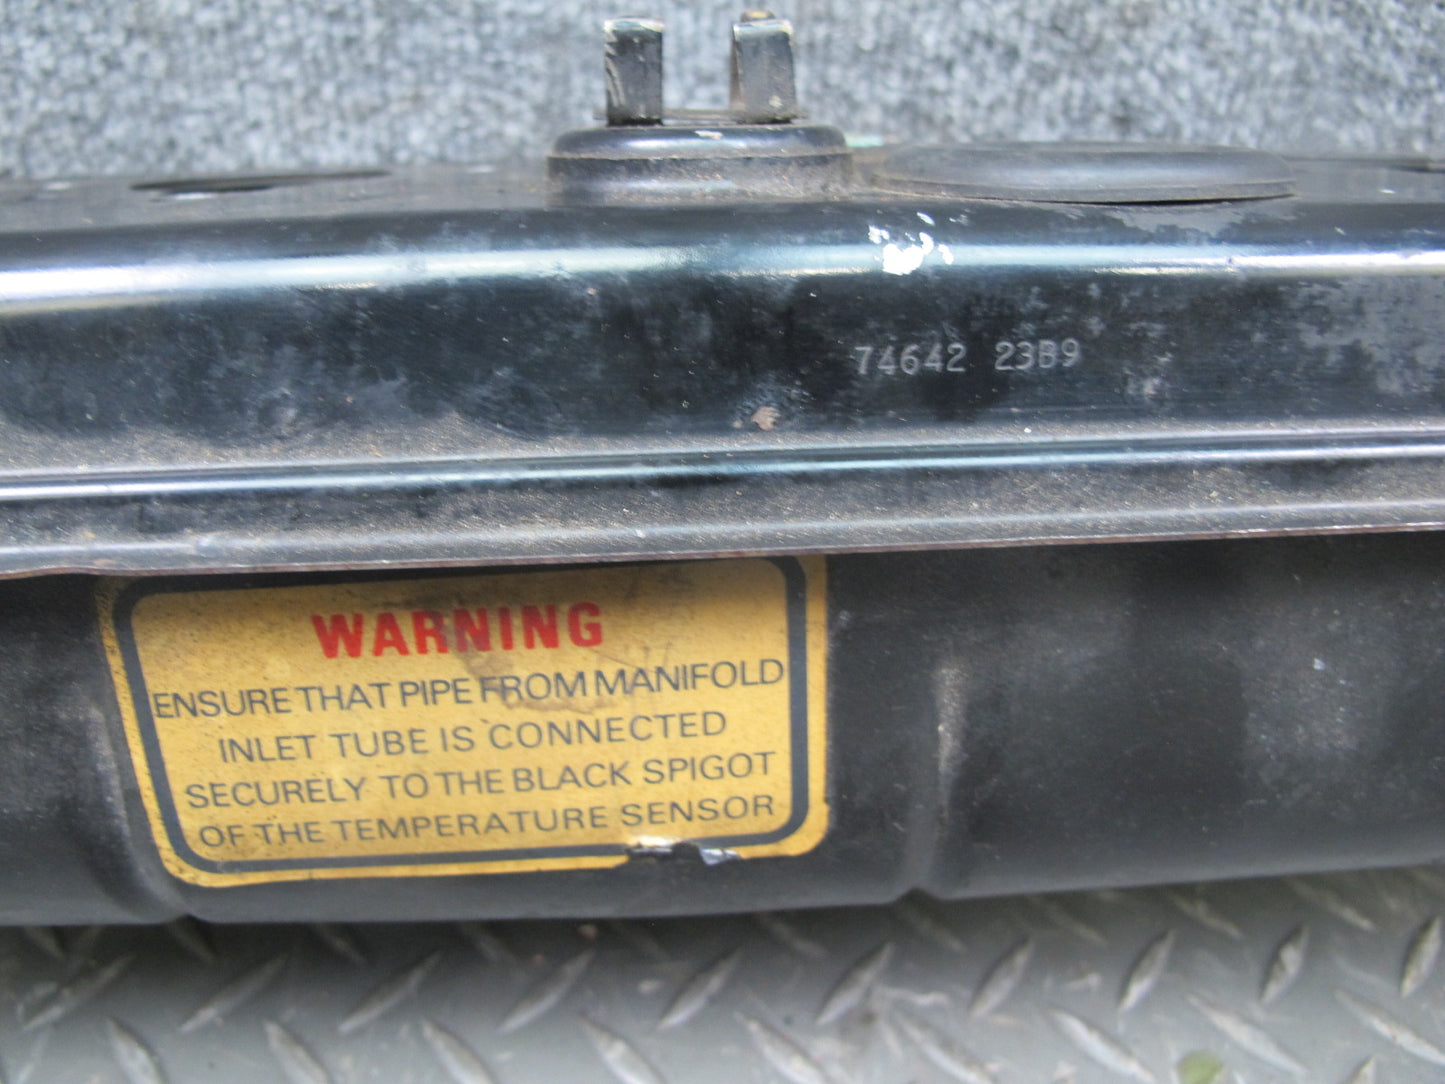 74642 23B9
WARNING
ENSURE THAT PIPE FROM MANIFOLD
INLET TUBE IS CONNECTED
SECURELY TO THE BLACK SPIGOT
OF THE TEMPERATURE SENSOR